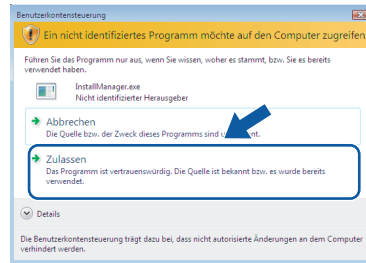 Benutzerkontensteuerung
Ein nicht identifiziertes Programm möchte auf den Computer zugreifen
Führen Sie das Programm nur aus, wenn Sie wissen, woher es stammt, bzw. Sie es bereits
verwendet haben.
InstallManager.exe
Nicht identifizierter Herausgeber
Abbrechen
Die Quelle bzw. der Zweck dieses Programms sind
Zulassen
Das Programm ist vertrauenswürdig. Die Quelle ist bekannt bzw. es wurde bereits
verwendet.
Details
Die Benutzerkontensteuerung trägt dazu bei, dass nicht autorisierte Änderungen an dem Computer
verhindert werden.